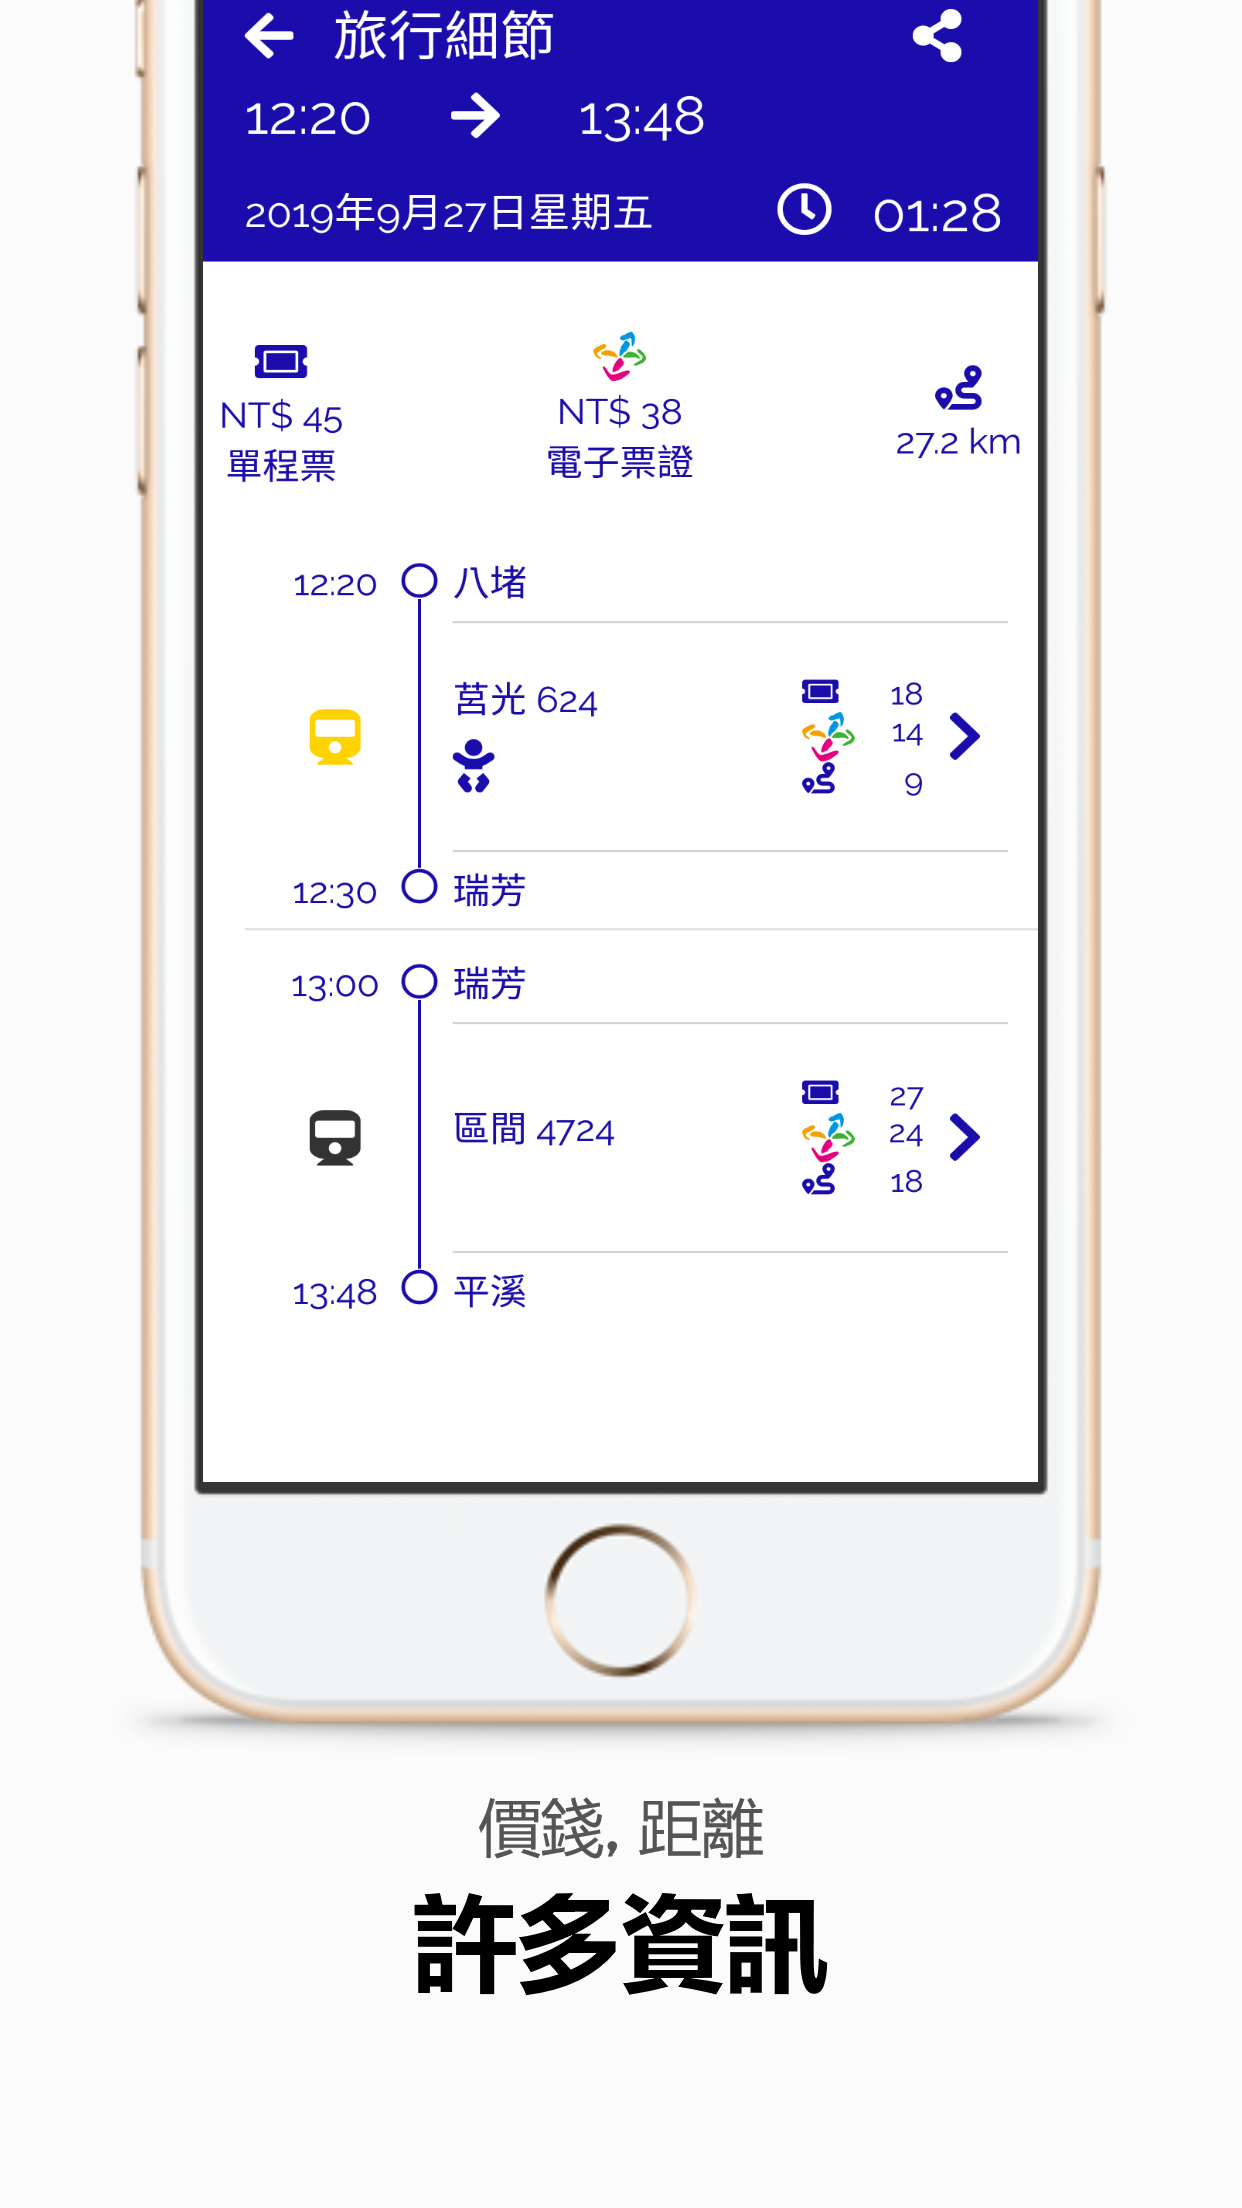 旅行細節
12:20 13:48
2019年9月27日星期五 01:28
NT$ 45 NT$ 38 27.2 km
單程票 電子票證
12:20 八堵
莒光 624
18
14
9
12:30 瑞芳
13:00 瑞芳
區間 4724
27
24
18
13:48 平溪
價錢, 距離
許多資訊